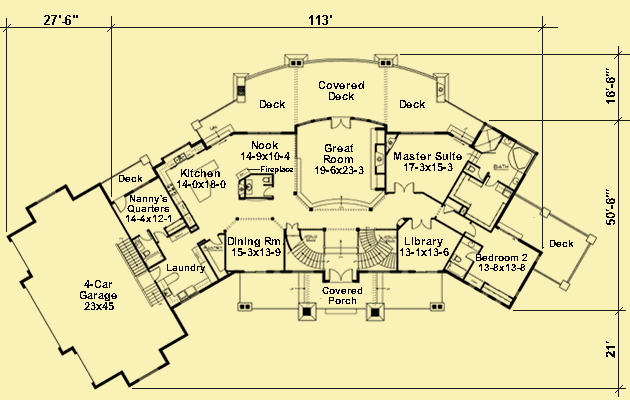 27'-6"
113'
16'-6"
50'-8"
21'
Covered
Deck
Deck
Deck
Nook
14-9x10-4
Fireplace
Great
Room
19-6x23-3
Master Suite
17-3x15-3
BATH
Kitchen
14-0x18-0
Deck
Nanny's
Quarters
14-4x12-1
Dining Rm.
15-3x13-9
Library
13-1x13-6
Deck
Bedroom 2
13-8x13-8
Laundry
4-Car
Garage
23x45
Covered
Porch